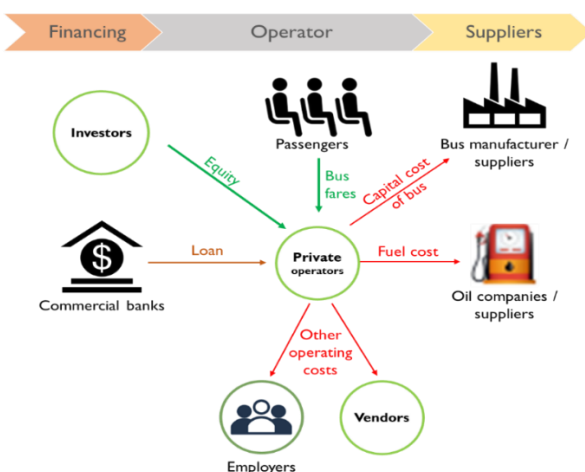 Financing
Operator
Suppliers
Investors
Passengers
Bus manufacturer /
suppliers
Equity
Bus
fares
Capital cost
of bus
Loan
Private
operators
Fuel cost
$
Commercial banks
Oil companies /
suppliers
Other
operating
costs
Vendors
Employers